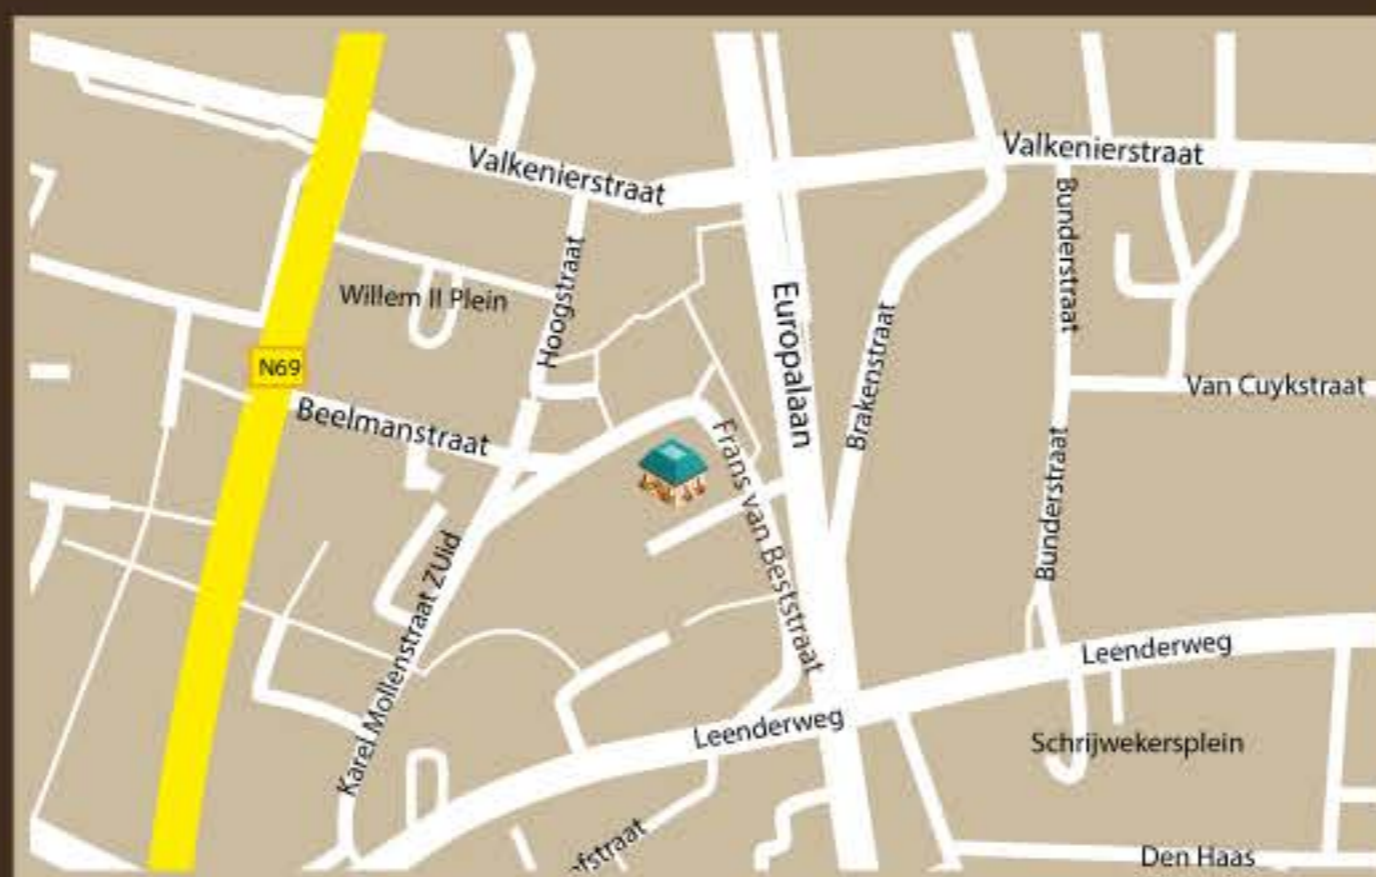 Valkenierstraat
Valkenierstraat
Bunderstraat
Hoogstraat
Willem II Plein
Europalaan
Brakenstraat
N69
Van Cuykstraat
Beelmanstraat
Frans van Beststraat
Bunderstraat
Karel Mollenstraat ZUid
Leenderweg
Leenderweg
Schrijwekersplein
fstraat
Den Haas